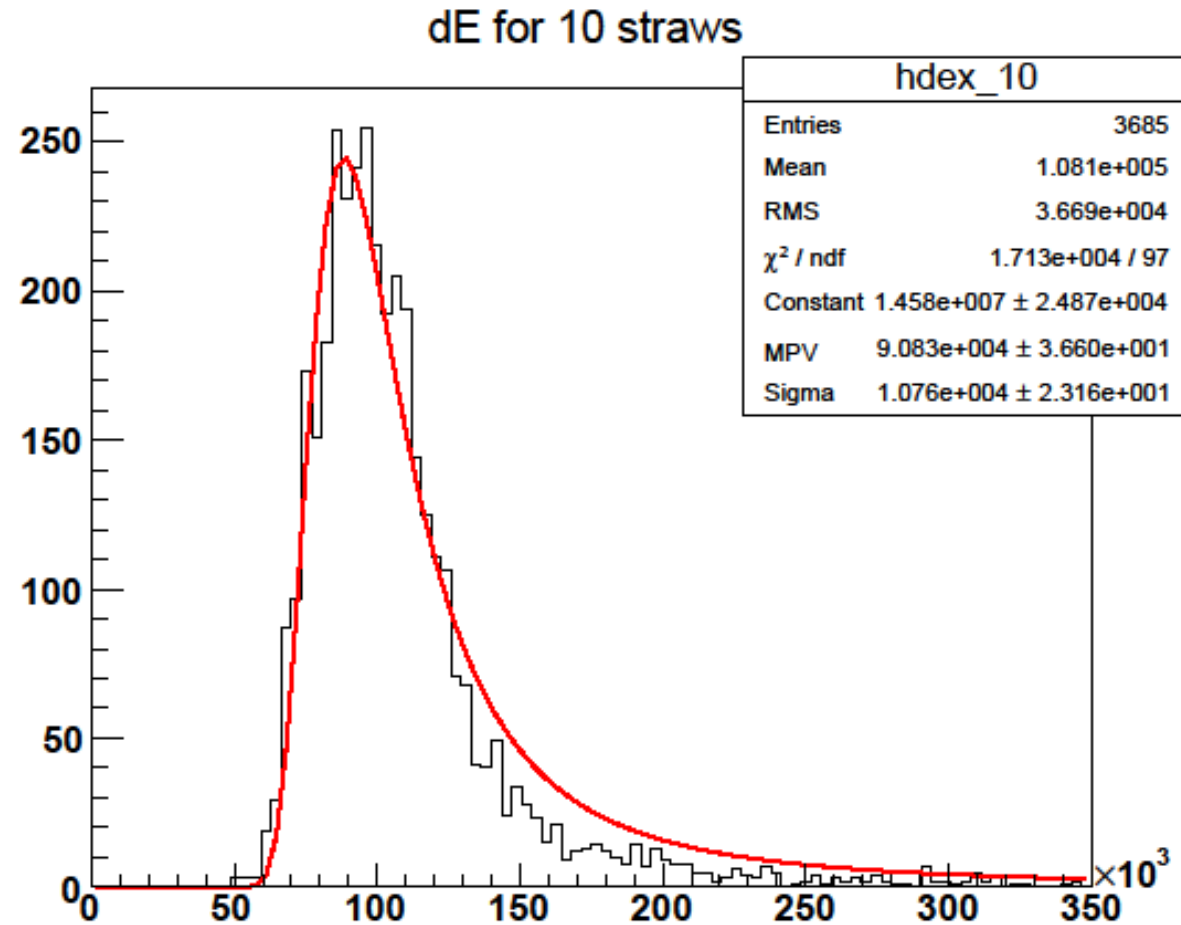 dE for 10 straws
hdex_10
Entries 3685
Mean 1.081e+005
RMS 3.669e+004
χ² / ndf 1.713e+004 / 97
Constant 1.458e+007 ± 2.487e+004
MPV 9.083e+004 ± 3.660e+001
Sigma 1.076e+004 ± 2.316e+001
250
200
150
100
50
0
0 50 100 150 200 250 300 350
×10³